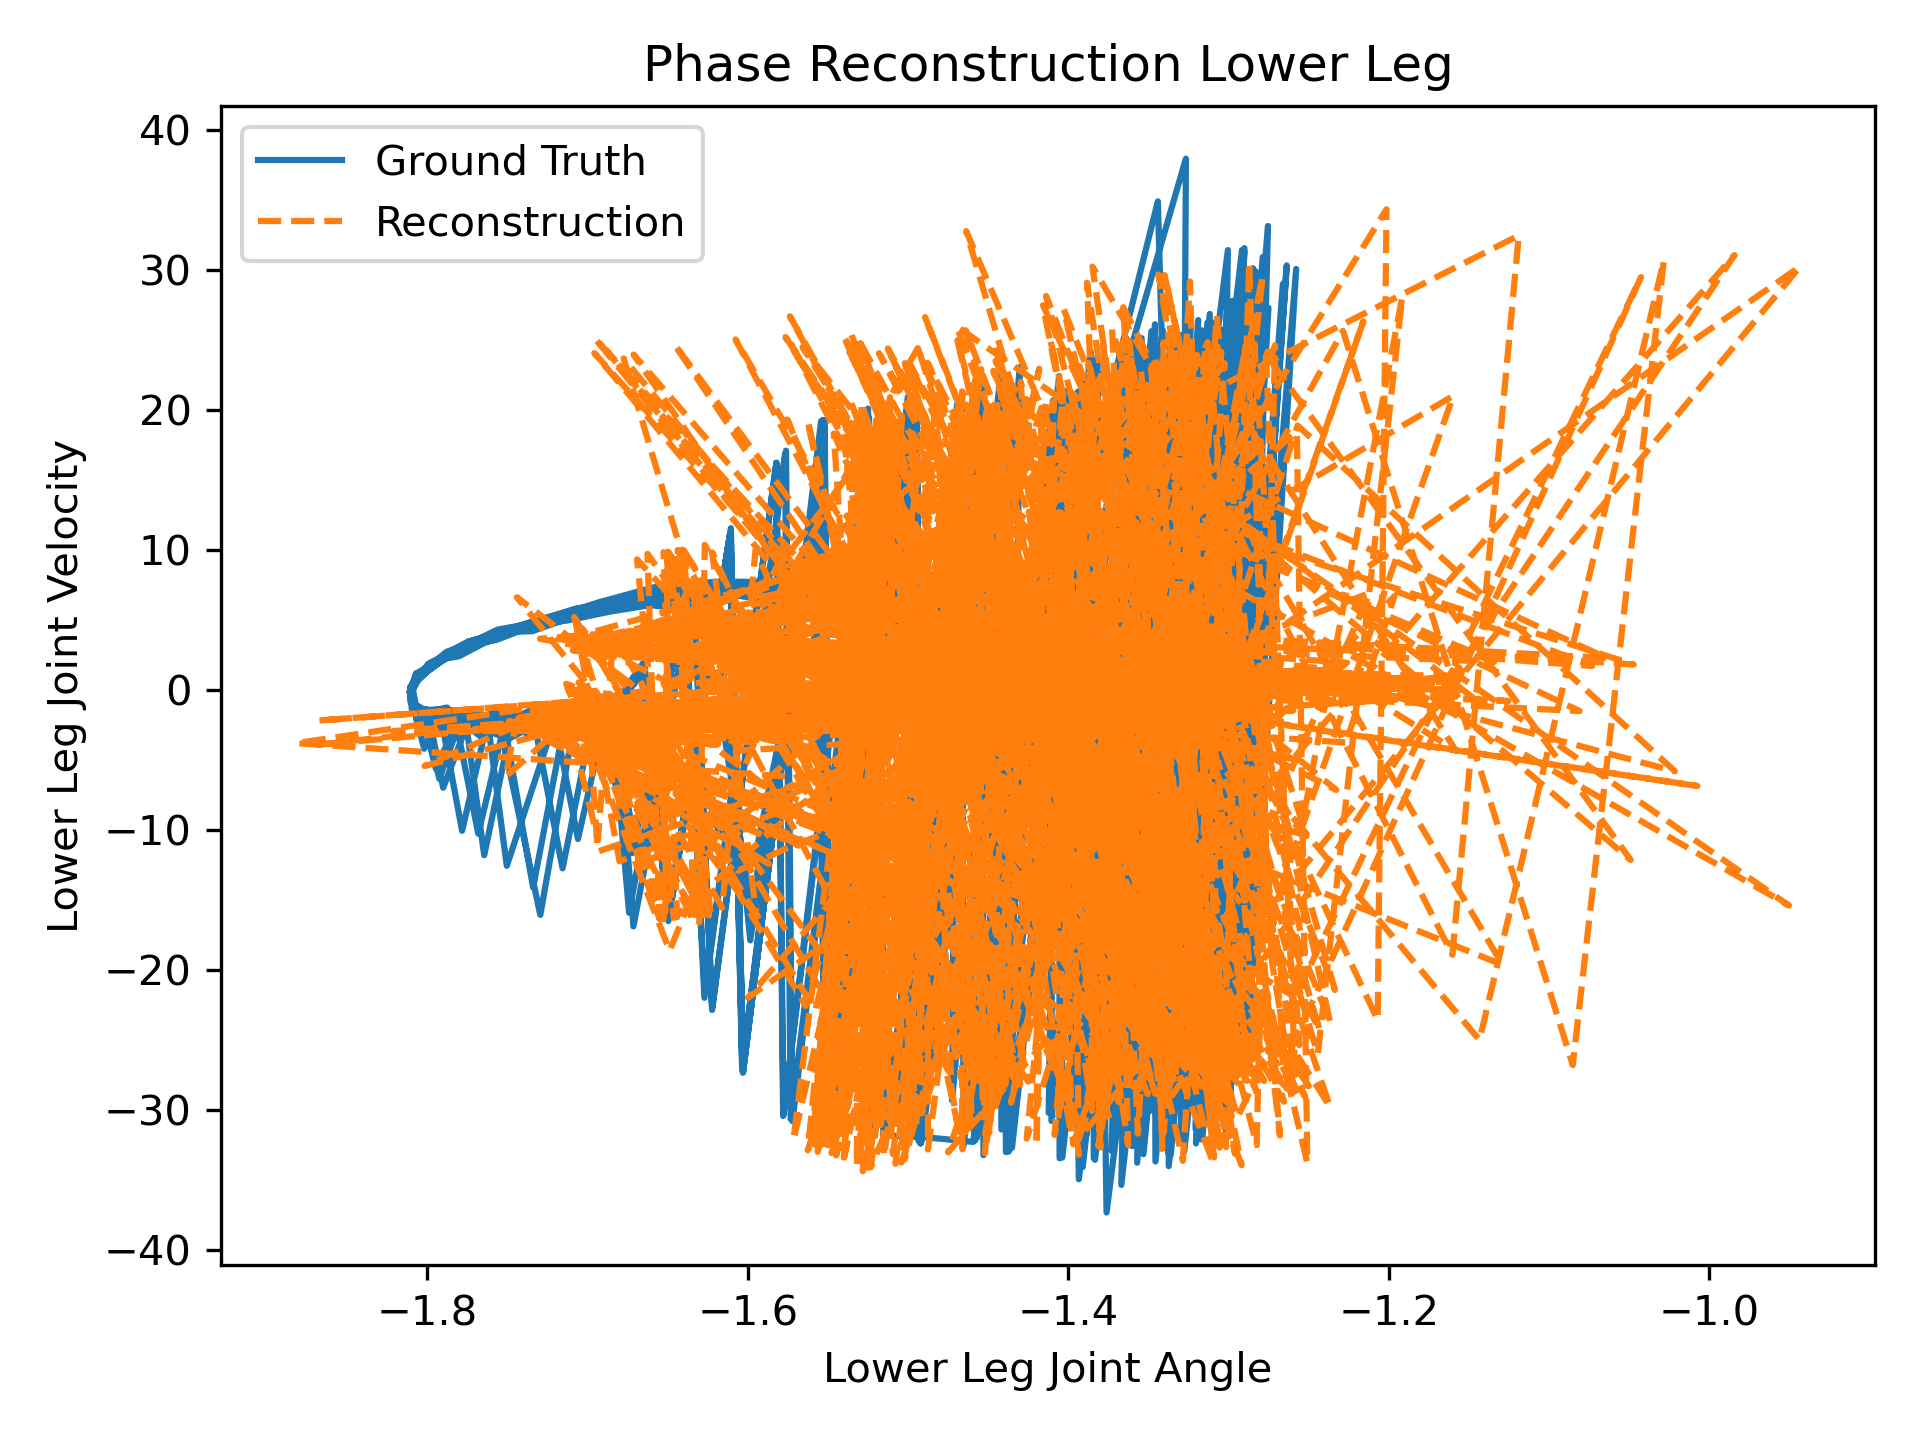 Phase Reconstruction Lower Leg
Ground Truth
Reconstruction
40
30
20
10
0
−10
−20
−30
−40
Lower Leg Joint Velocity
−1.8
−1.6
−1.4
−1.2
−1.0
Lower Leg Joint Angle